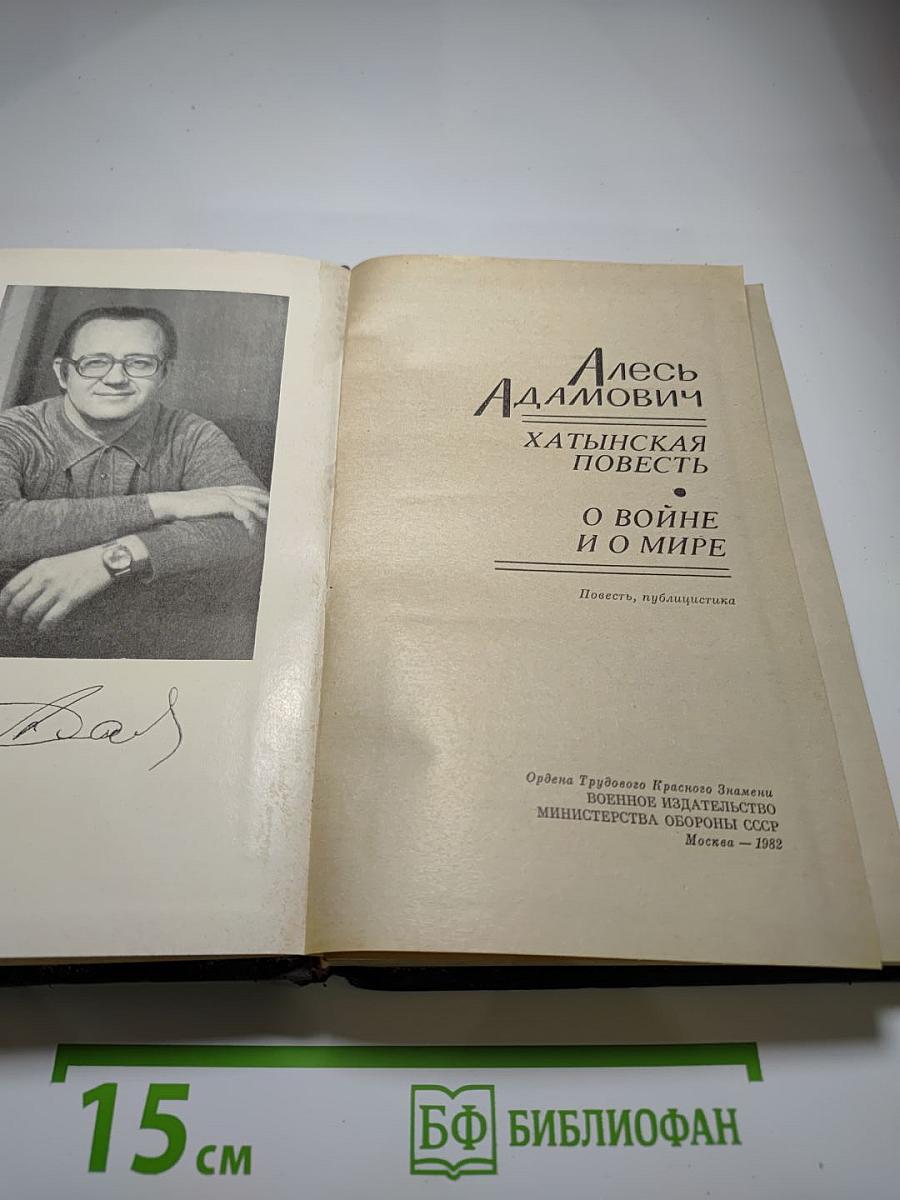 Алесь
Адамович
ХАТЫНСКАЯ
ПОВЕСТЬ
О ВОЙНЕ
И О МИРЕ
Повесть, публицистика
Ордена Трудового Красного Знамени
ВОЕННОЕ ИЗДАТЕЛЬСТВО
МИНИСТЕРСТВА ОБОРОНЫ СССР
Москва — 1982
15 см
БФ БИБЛИОФАН